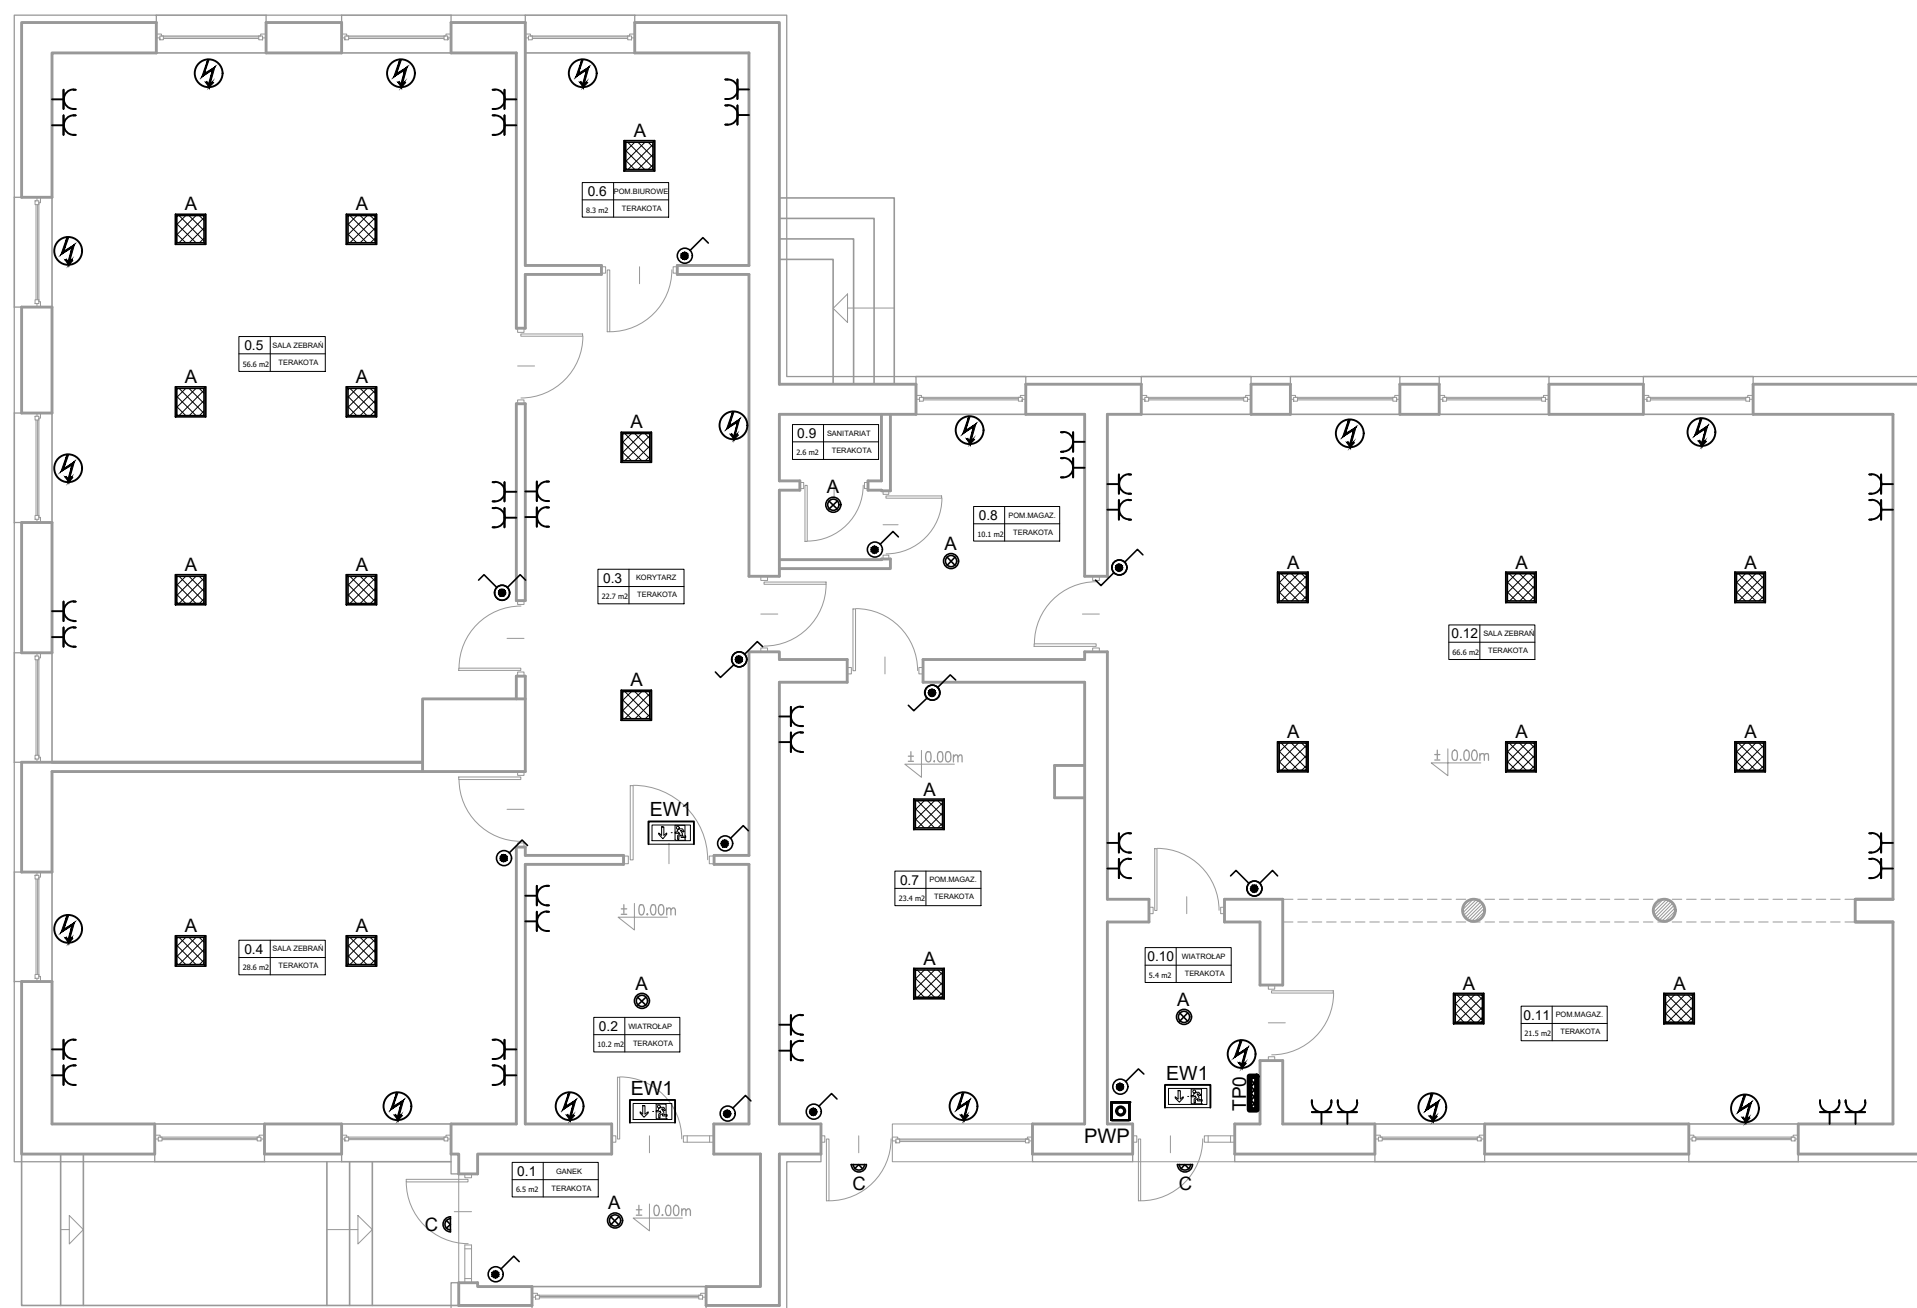 A
0.6 POM.BIUROWE
8.3 m2 TERAKOTA
A A
0.5 SALA ZEBRAŃ
56.6 m2 TERAKOTA
A A
A
0.9 SANITARIAT
2.6 m2 TERAKOTA
A
0.8 POM.MAGAZ.
10.1 m2 TERAKOTA
A
A A
0.3 KORYTARZ
22.7 m2 TERAKOTA
A
A A A
0.12 SALA ZEBRAŃ
66.6 m2 TERAKOTA
A A A
± 0.00m
± 0.00m
EW1
A
0.7 POM.MAGAZ.
23.4 m2 TERAKOTA
A
± 0.00m
A A
0.4 SALA ZEBRAŃ
28.6 m2 TERAKOTA
A
0.2 WIATROŁAP
10.2 m2 TERAKOTA
EW1
0.10 WIATROŁAP
5.4 m2 TERAKOTA
A
EW1
TP0
PWP
A A
0.11 POM.MAGAZ.
21.5 m2 TERAKOTA
0.1 GANEK
6.5 m2 TERAKOTA
A
± 0.00m
C
C
C